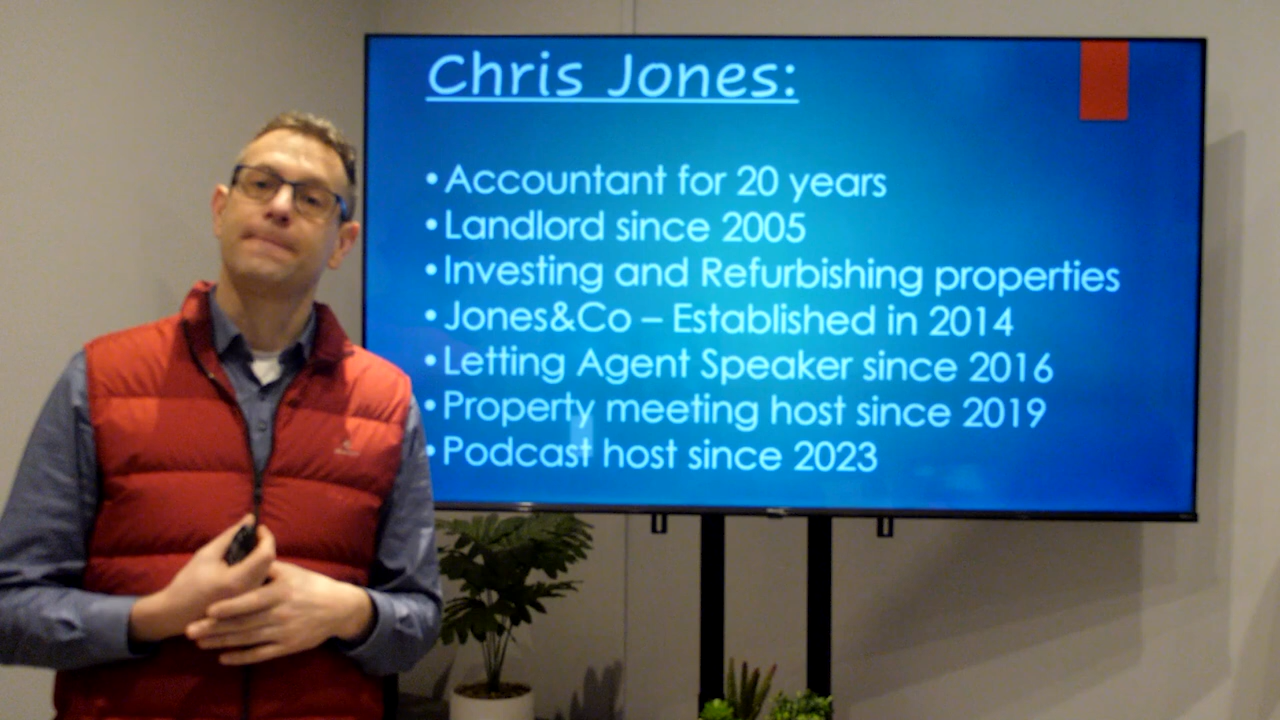 Chris Jones:
•Accountant for 20 years
•Landlord since 2005
•Investing and Refurbishing properties
•Jones&Co – Established in 2014
•Letting Agent Speaker since 2016
•Property meeting host since 2019
•Podcast host since 2023